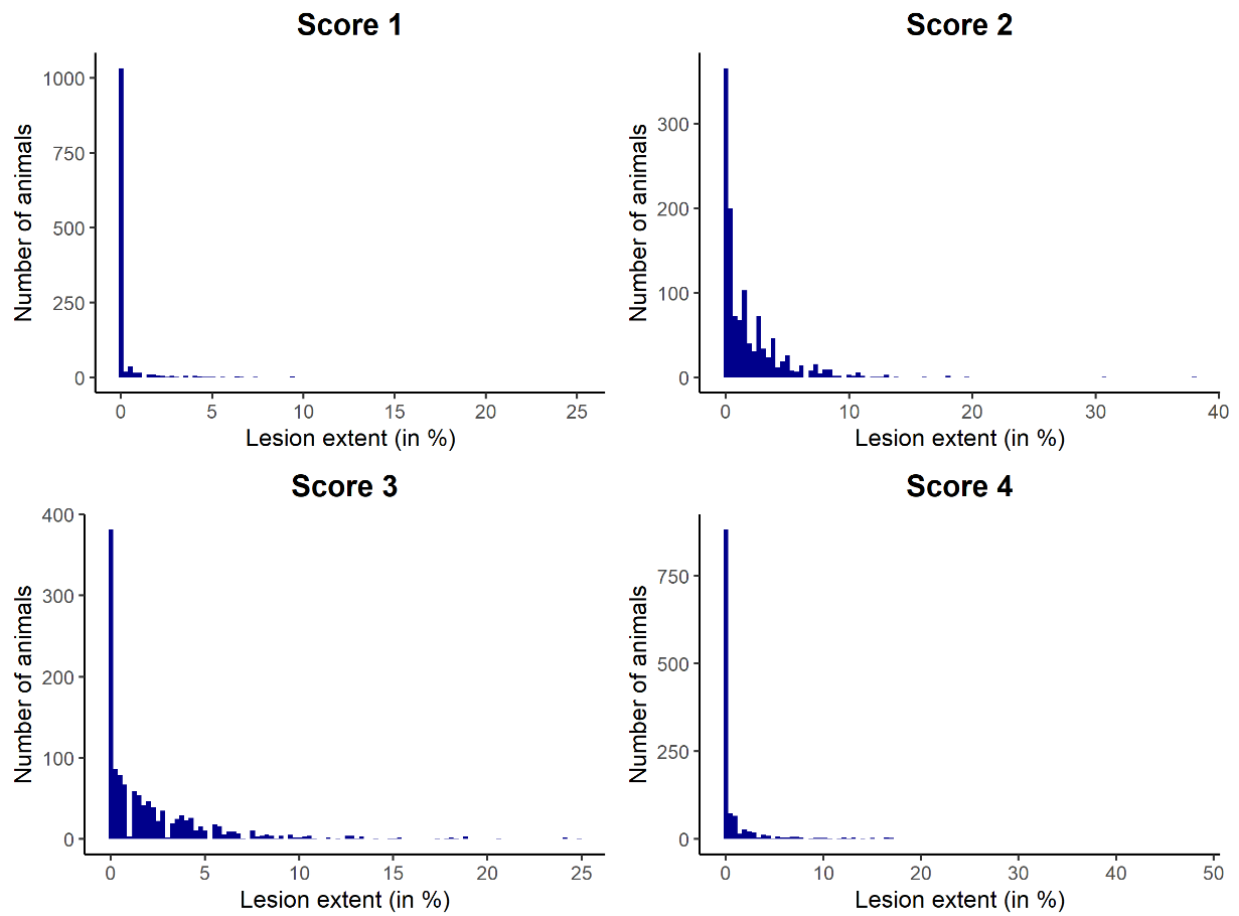 Score 1
Number of animals
1000
750
500
250
0
0 5 10 15 20 25
Lesion extent (in %)
Score 2
Number of animals
300
200
100
0
0 10 20 30 40
Lesion extent (in %)
Score 3
Number of animals
400
300
200
100
0
0 5 10 15 20 25
Lesion extent (in %)
Score 4
Number of animals
750
500
250
0
0 10 20 30 40 50
Lesion extent (in %)